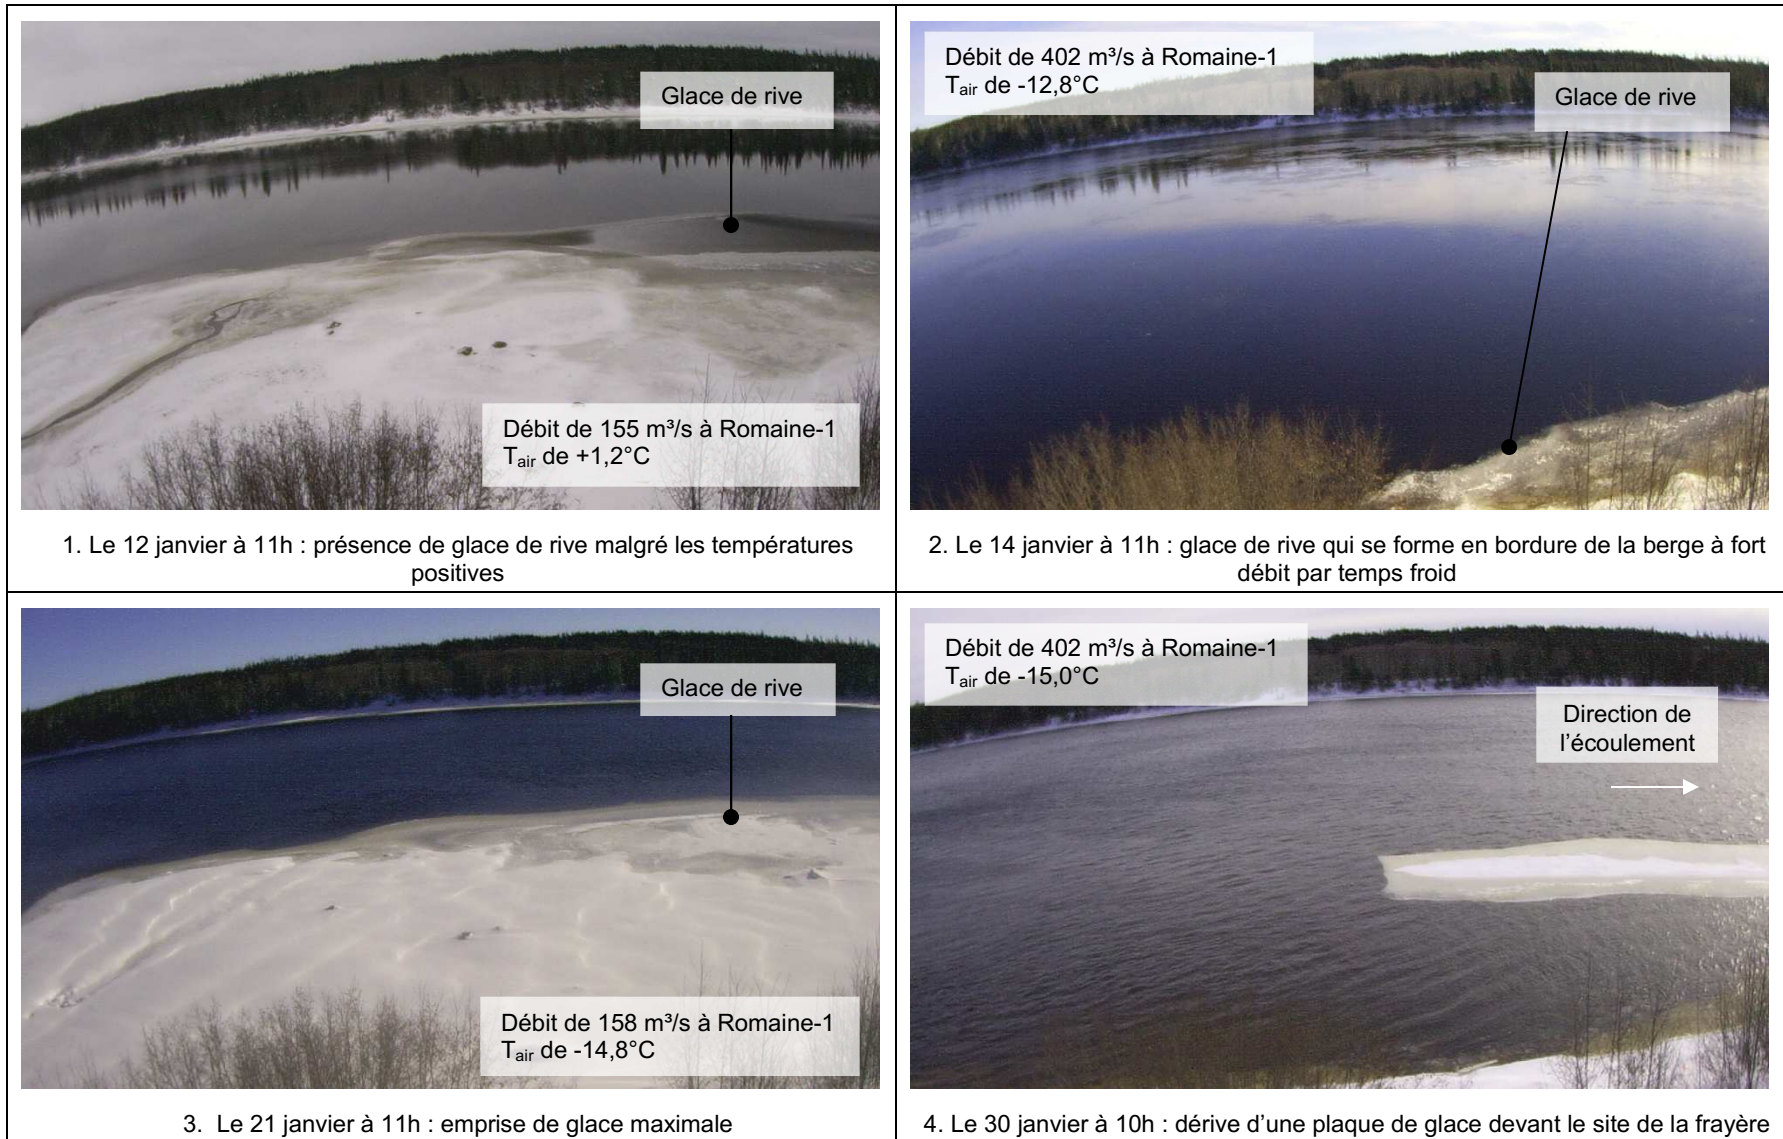 Glace de rive
Débit de 155 m³/s à Romaine-1
Tair de +1,2°C
1. Le 12 janvier à 11h : présence de glace de rive malgré les températures
positives
Débit de 402 m³/s à Romaine-1
Tair de -12,8°C
Glace de rive
2. Le 14 janvier à 11h : glace de rive qui se forme en bordure de la berge à fort
débit par temps froid
Glace de rive
Débit de 158 m³/s à Romaine-1
Tair de -14,8°C
3. Le 21 janvier à 11h : emprise de glace maximale
Débit de 402 m³/s à Romaine-1
Tair de -15,0°C
Direction de
l'écoulement
4. Le 30 janvier à 10h : dérive d'une plaque de glace devant le site de la frayère